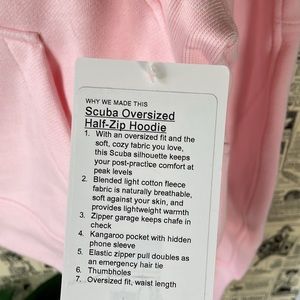 WHY WE MADE THIS
Scuba Oversized
Half-Zip Hoodie
1. With an oversized fit and the
soft, cozy fabric you love,
this Scuba silhouette keeps
your post-practice comfort at
peak levels
2. Blended light cotton fleece
fabric is naturally breathable,
soft against your skin, and
provides lightweight warmth
3. Zipper garage keeps chafe in
check
4. Kangaroo pocket with hidden
phone sleeve
5. Elastic zipper pull doubles as
an emergency hair tie
6. Thumbholes
7. Oversized fit, waist length